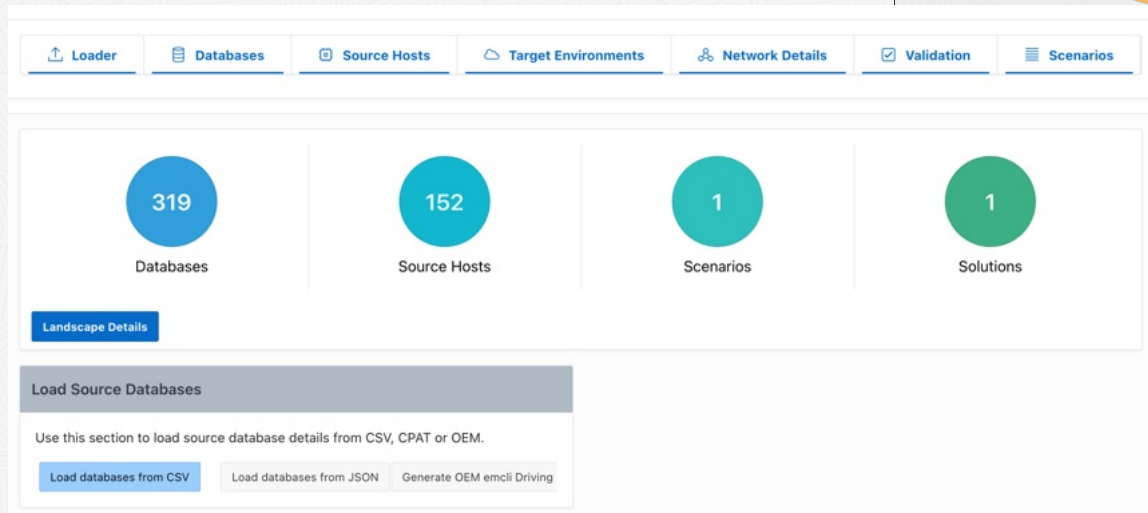 Loader
Databases
Source Hosts
Target Environments
Network Details
Validation
Scenarios
319
152
1
1
Databases
Source Hosts
Scenarios
Solutions
Landscape Details
Load Source Databases
Use this section to load source database details from CSV, CPAT or OEM.
Load databases from CSV
Load databases from JSON
Generate OEM emcli Driving